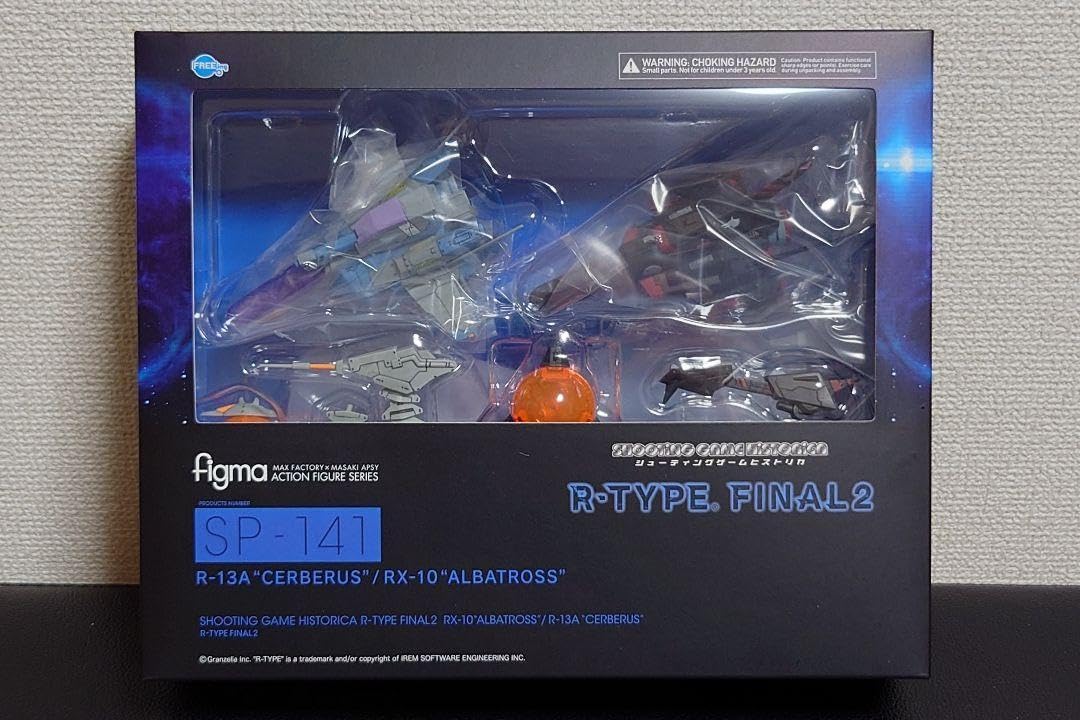 FREEing
WARNING: CHOKING HAZARD
Small parts. Not for children under 3 years old.
Caution: Product contains functional
sharp edges (or points). Exercise care
during unpacking and assembly.
figma
MAX FACTORY × MASAKI APSY
ACTION FIGURE SERIES
SHOOTING GAME HISTORICA
シューティングゲームヒストリカ
R-TYPE® FINAL 2
PRODUCTS NUMBER
SP-141
R-13A “CERBERUS” / RX-10 “ALBATROSS”
SHOOTING GAME HISTORICA R-TYPE FINAL2 RX-10“ALBATROSS”/ R-13A “CERBERUS”
R-TYPE FINAL2
©Granzella Inc. "R-TYPE" is a trademark and/or copyright of IREM SOFTWARE ENGINEERING INC.